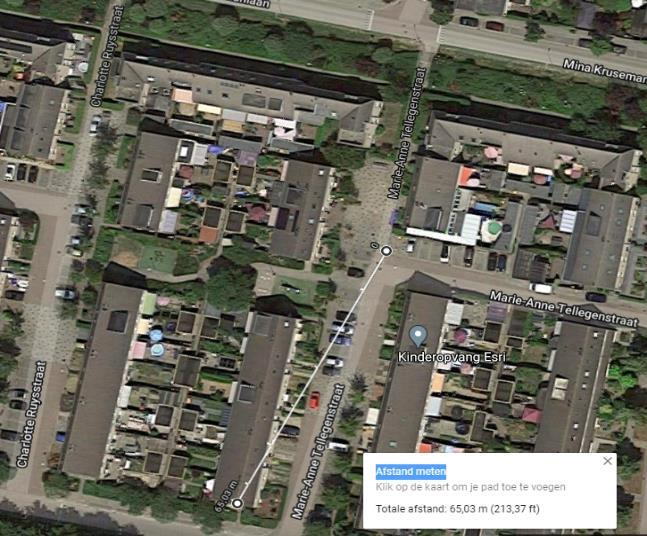 Charlotte Ruysstraat
Mina Kruseman
Marie-Anne Tellegenstraat
0
Marie-Anne Tellegenstraat
Kinderopvang Esri
Charlotte Ruysstraat
Marie-Anne Tellegenstraat
65,03 m
Afstand meten
Klik op de kaart om je pad toe te voegen
Totale afstand: 65,03 m (213,37 ft)